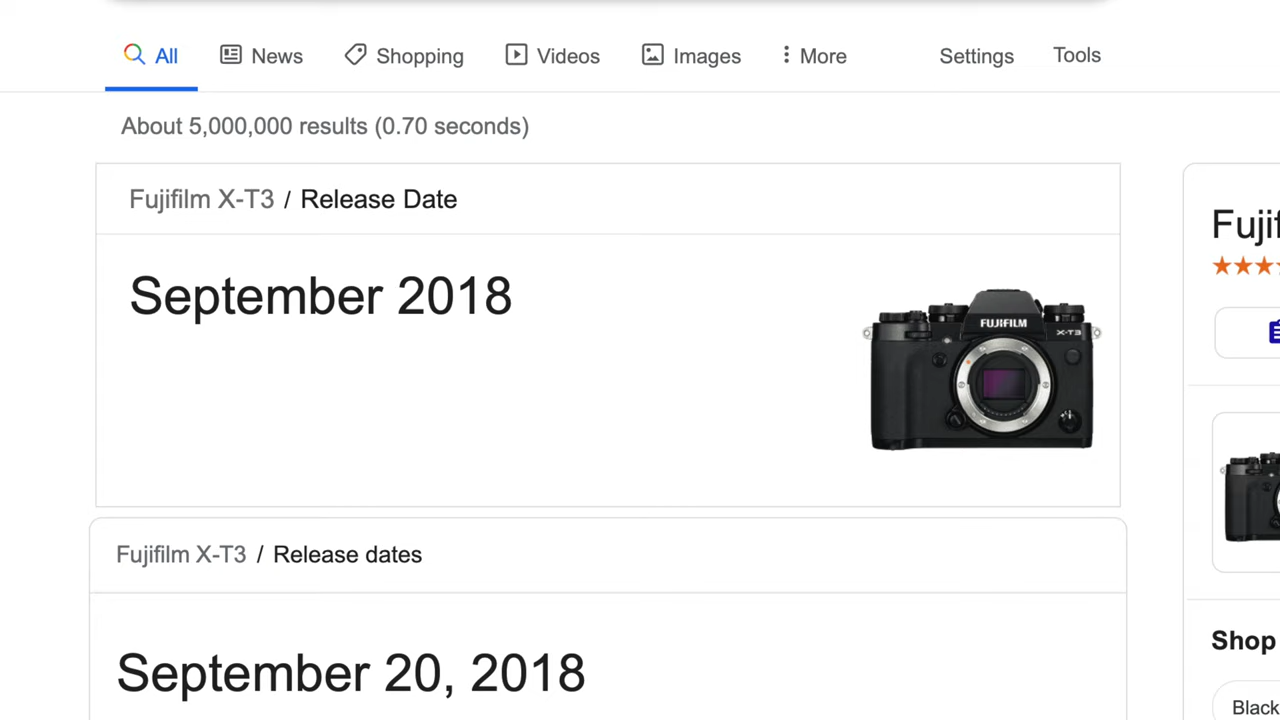 All News Shopping Videos Images More Settings Tools
About 5,000,000 results (0.70 seconds)
Fujifilm X-T3 / Release Date
September 2018
FUJIFILM
X-T3
Fujifilm X-T3 / Release dates
September 20, 2018
Fuji
Shop
Black